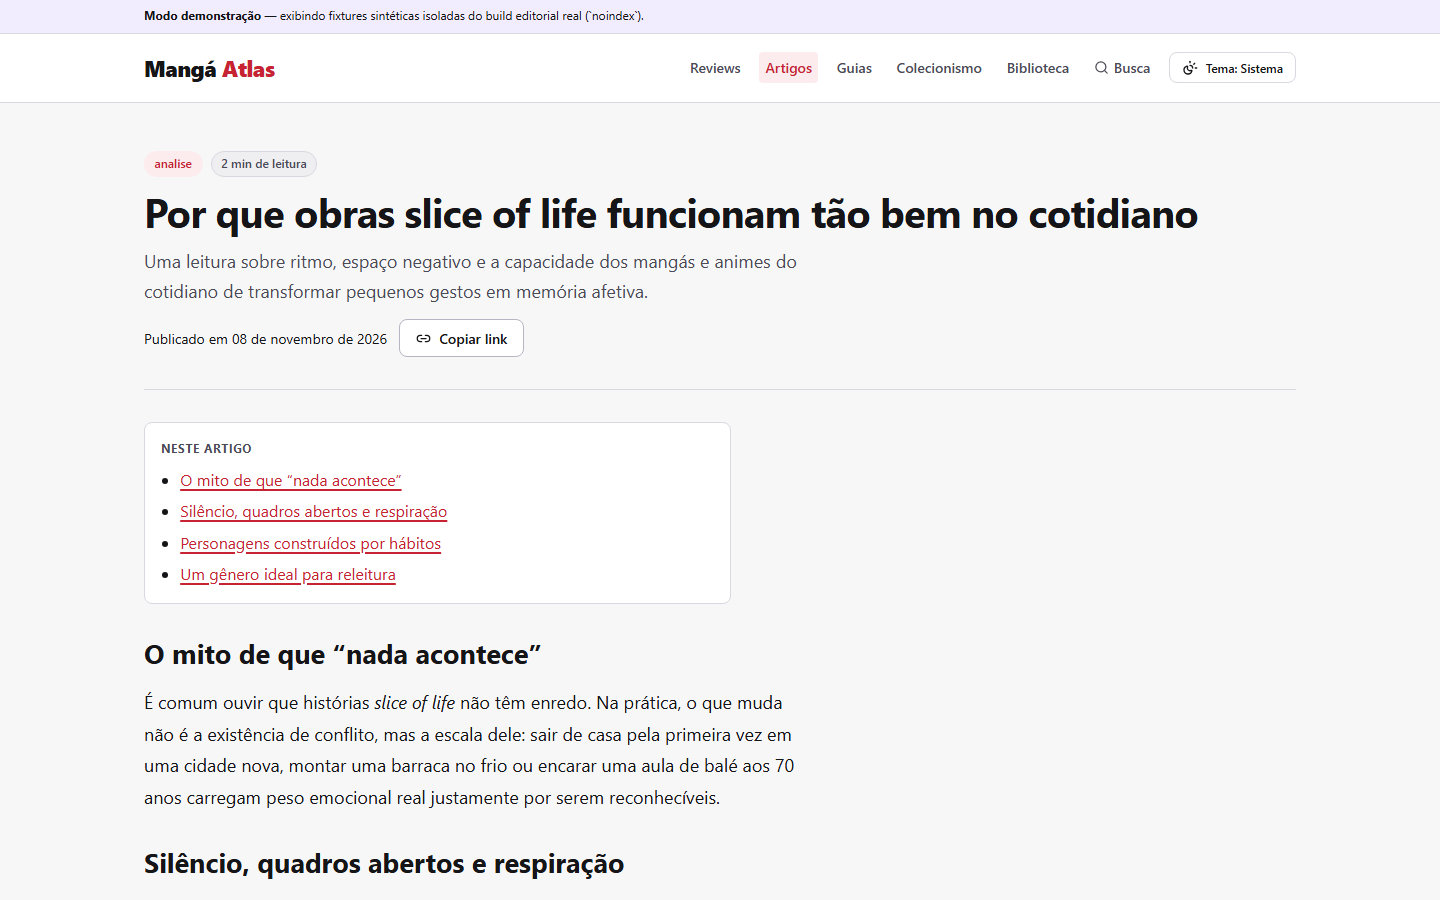 Modo demonstração — exibindo fixtures sintéticas isoladas do build editorial real (`noindex`).
Mangá Atlas
Reviews
Artigos
Guias
Colecionismo
Biblioteca
Busca
Tema: Sistema
analise
2 min de leitura
Por que obras slice of life funcionam tão bem no cotidiano
Uma leitura sobre ritmo, espaço negativo e a capacidade dos mangás e animes do
cotidiano de transformar pequenos gestos em memória afetiva.
Publicado em 08 de novembro de 2026
Copiar link
NESTE ARTIGO
O mito de que “nada acontece”
Silêncio, quadros abertos e respiração
Personagens construídos por hábitos
Um gênero ideal para releitura
O mito de que “nada acontece”
É comum ouvir que histórias slice of life não têm enredo. Na prática, o que muda
não é a existência de conflito, mas a escala dele: sair de casa pela primeira vez em
uma cidade nova, montar uma barraca no frio ou encarar uma aula de balé aos 70
anos carregam peso emocional real justamente por serem reconhecíveis.
Silêncio, quadros abertos e respiração